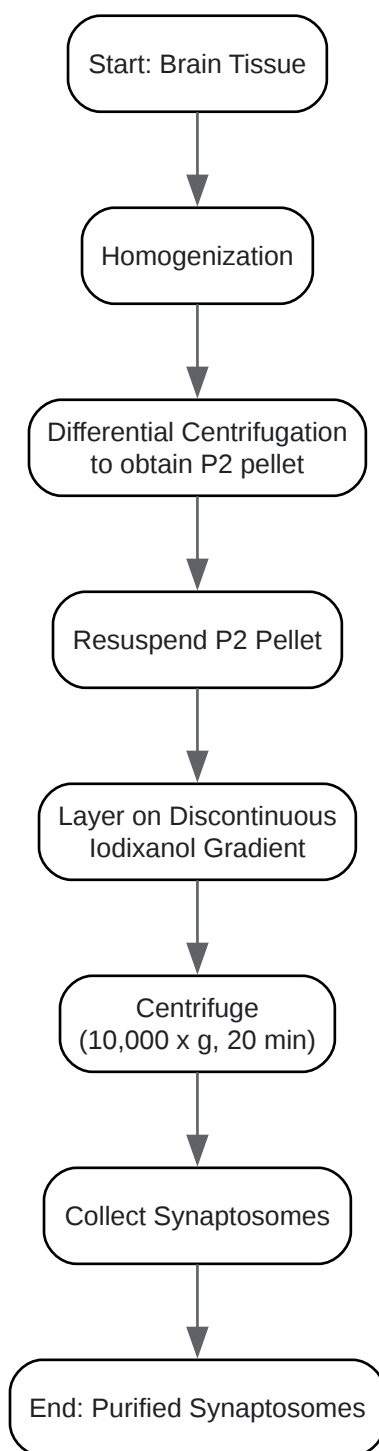 Start: Brain Tissue
Homogenization
Differential Centrifugation
to obtain P2 pellet
Resuspend P2 Pellet
Layer on Discontinuous
Iodixanol Gradient
Centrifuge
(10,000 x g, 20 min)
Collect Synaptosomes
End: Purified Synaptosomes